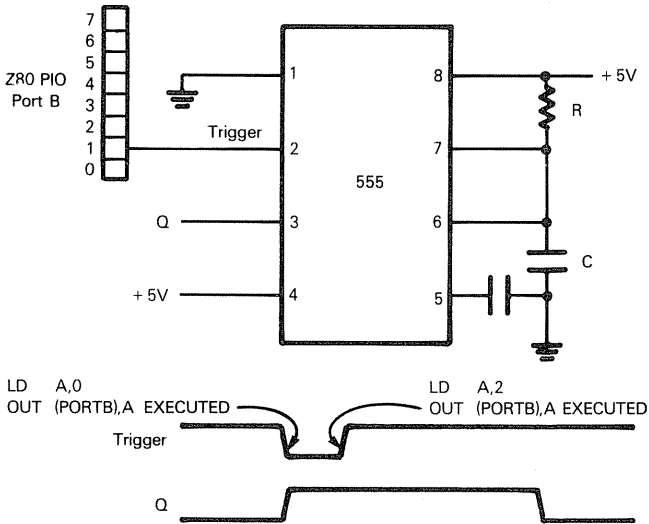 7
6
5
4
3
2
1
0
Z80 PIO
Port B
Trigger
Q
+ 5V
1
2
3
4
555
8
7
6
5
+ 5V
R
C
LD A,0
OUT (PORTB),A EXECUTED
LD A,2
OUT (PORTB),A EXECUTED
Trigger
Q